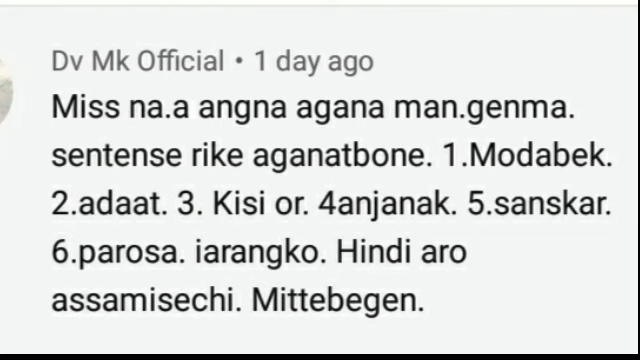 Dv Mk Official • 1 day ago
Miss na.a angna agana man.genma.
sentense rike aganatbone. 1.Modabek.
2.adaat. 3. Kisi or. 4anjanak. 5.sanskar.
6.parosa. iarangko. Hindi aro
assamisechi. Mittebegen.